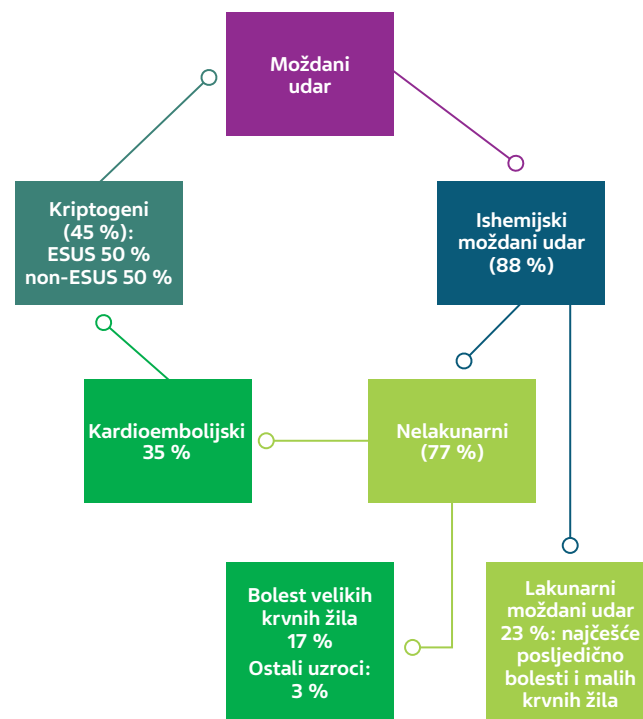 Moždani
udar
Kriptogeni
(45 %):
ESUS 50 %
non-ESUS 50 %
Ishemijski
moždani udar
(88 %)
Kardioembolijski
35 %
Nelakunarni
(77 %)
Bolest velikih
krvnih žila
17 %
Ostali uzroci:
3 %
Lakunarni
moždani udar
23 %: najčešće
posljedično
bolesti i malih
krvnih žila